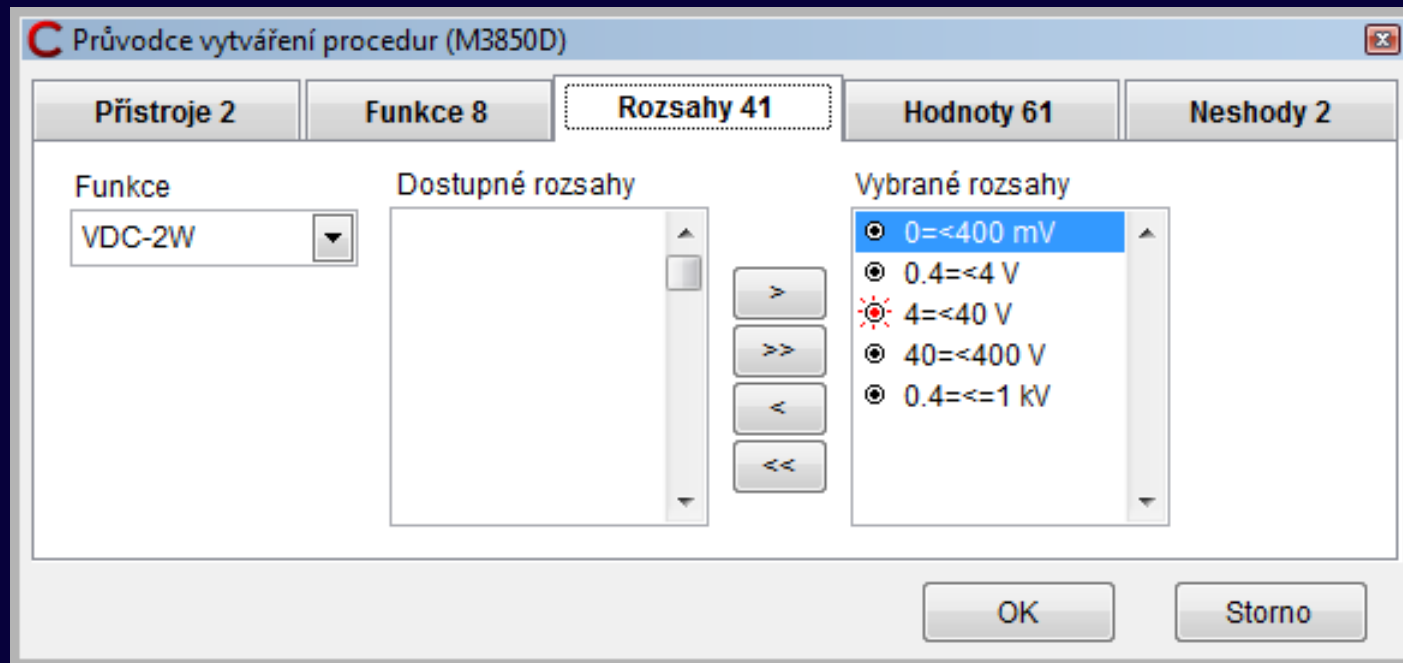 Průvodce vytváření procedur (M3850D)
Přístroje 2
Funkce 8
Rozsahy 41
Hodnoty 61
Neshody 2
Funkce
Dostupné rozsahy
Vybrané rozsahy
VDC-2W
0=<400 mV
0.4=<4 V
4=<40 V
40=<400 V
0.4=<=1 kV
>
>>
<
<<
OK
Storno